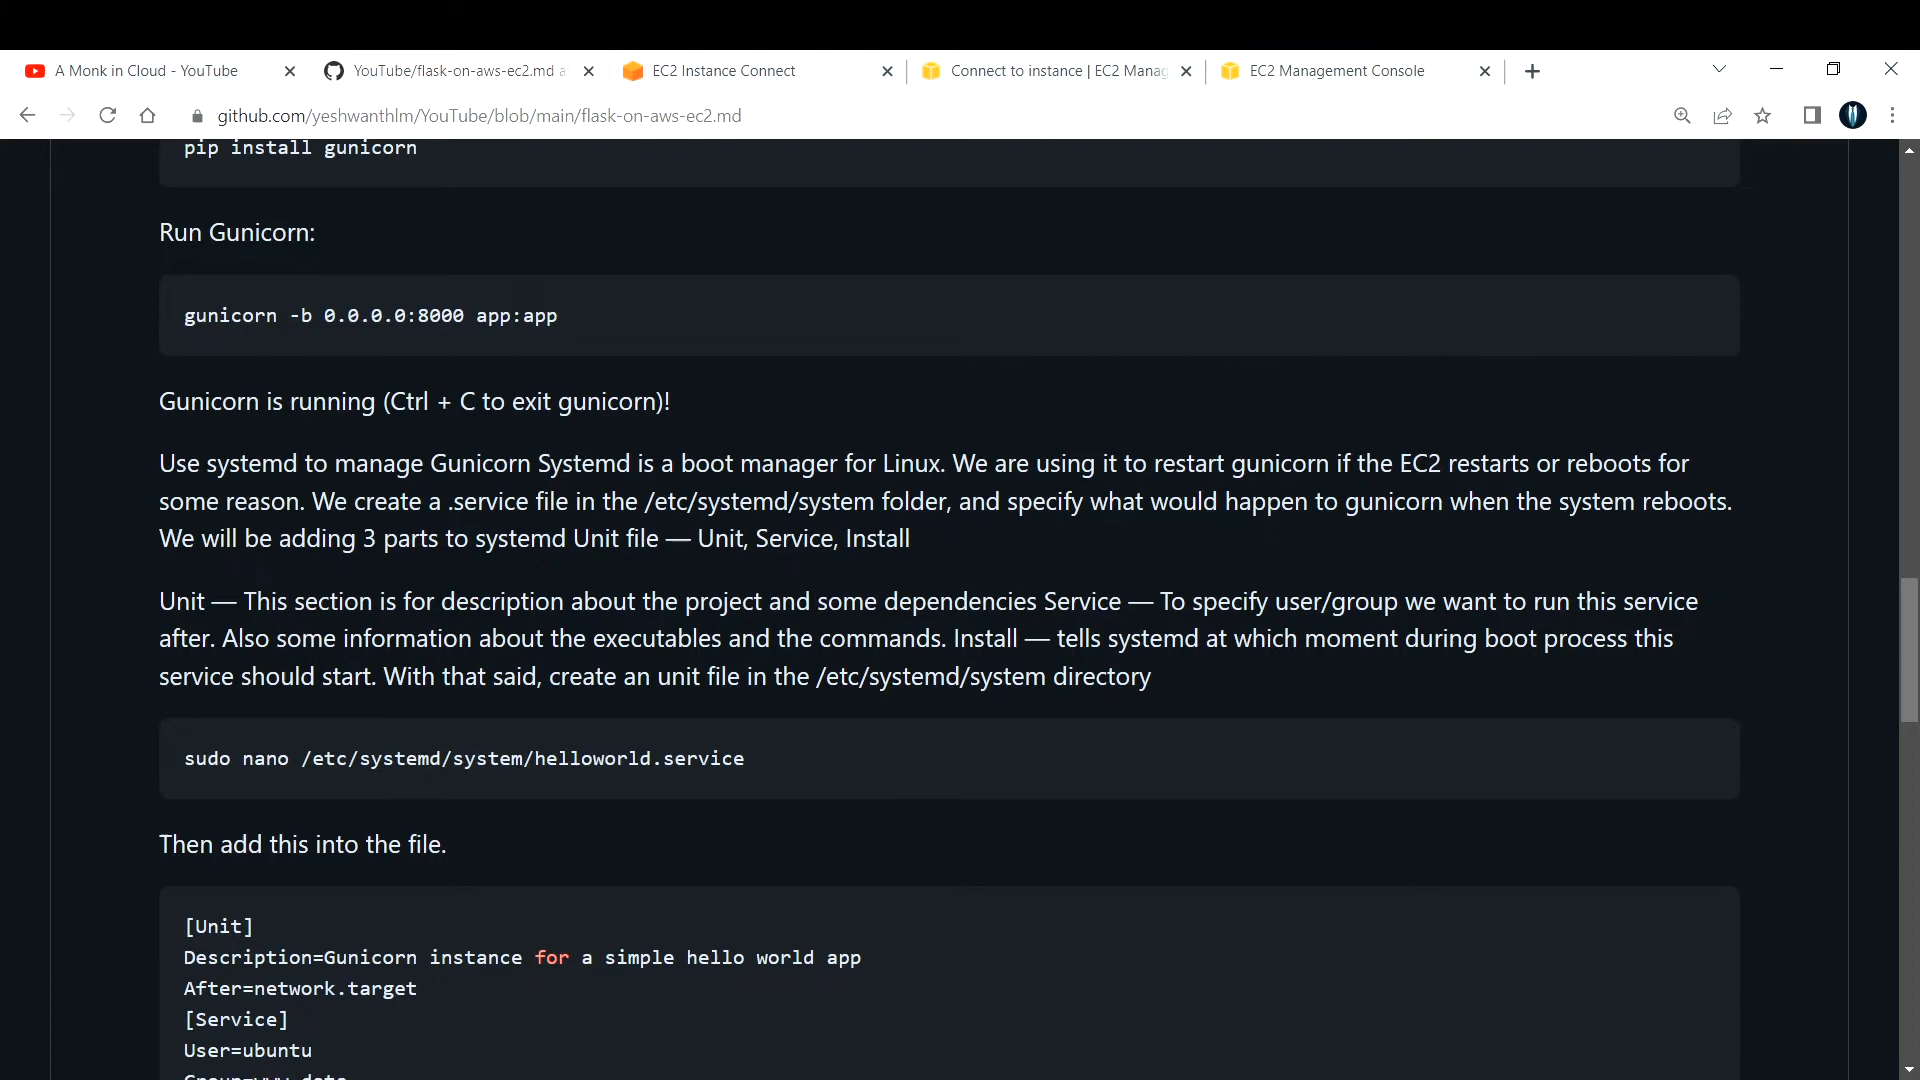 A Monk in Cloud - YouTube
YouTube/flask-on-aws-ec2.md a
EC2 Instance Connect
Connect to instance | EC2 Manag
EC2 Management Console
github.com/yeshwanthlm/YouTube/blob/main/flask-on-aws-ec2.md
pip install gunicorn
Run Gunicorn:
gunicorn -b 0.0.0.0:8000 app:app
Gunicorn is running (Ctrl + C to exit gunicorn)!
Use systemd to manage Gunicorn Systemd is a boot manager for Linux. We are using it to restart gunicorn if the EC2 restarts or reboots for
some reason. We create a .service file in the /etc/systemd/system folder, and specify what would happen to gunicorn when the system reboots.
We will be adding 3 parts to systemd Unit file — Unit, Service, Install
Unit — This section is for description about the project and some dependencies Service — To specify user/group we want to run this service
after. Also some information about the executables and the commands. Install — tells systemd at which moment during boot process this
service should start. With that said, create an unit file in the /etc/systemd/system directory
sudo nano /etc/systemd/system/helloworld.service
Then add this into the file.
[Unit]
Description=Gunicorn instance for a simple hello world app
After=network.target
[Service]
User=ubuntu